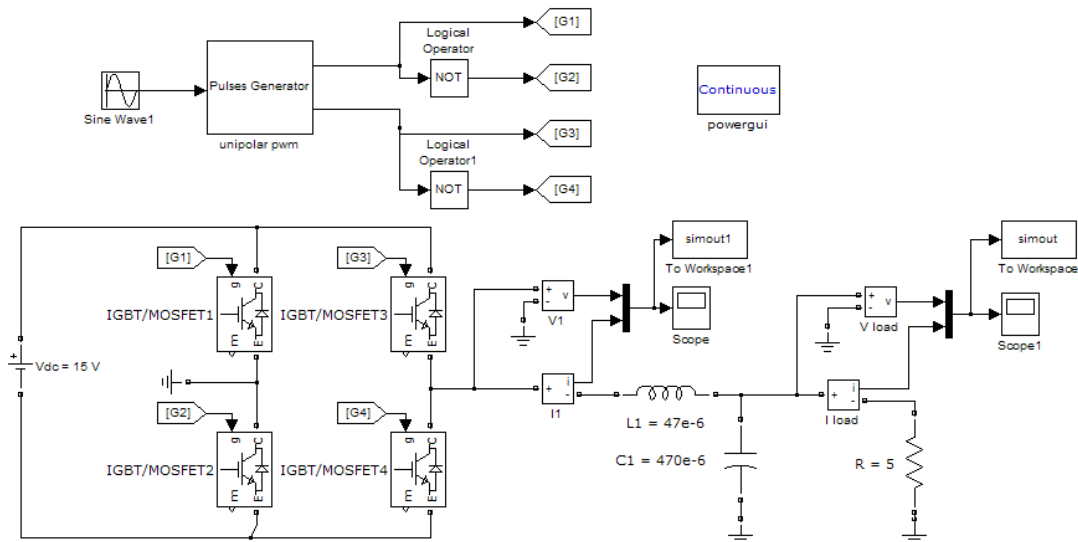 Logical
Operator
[G1]
NOT
[G2]
Pulses Generator
Sine Wave1
unipolar pwm
Logical
Operator1
[G3]
NOT
[G4]
Continuous
powergui
[G1]
g
C
m
E
IGBT/MOSFET1
[G3]
g
C
m
E
IGBT/MOSFET3
+
Vdc = 15 V
[G2]
g
C
m
E
IGBT/MOSFET2
[G4]
g
C
m
E
IGBT/MOSFET4
+
-
v
V1
simout1
To Workspace1
Scope
+
i
-
I1
L1 = 47e-6
C1 = 470e-6
+
-
v
V load
simout
To Workspace
Scope1
+
i
-
I load
R = 5